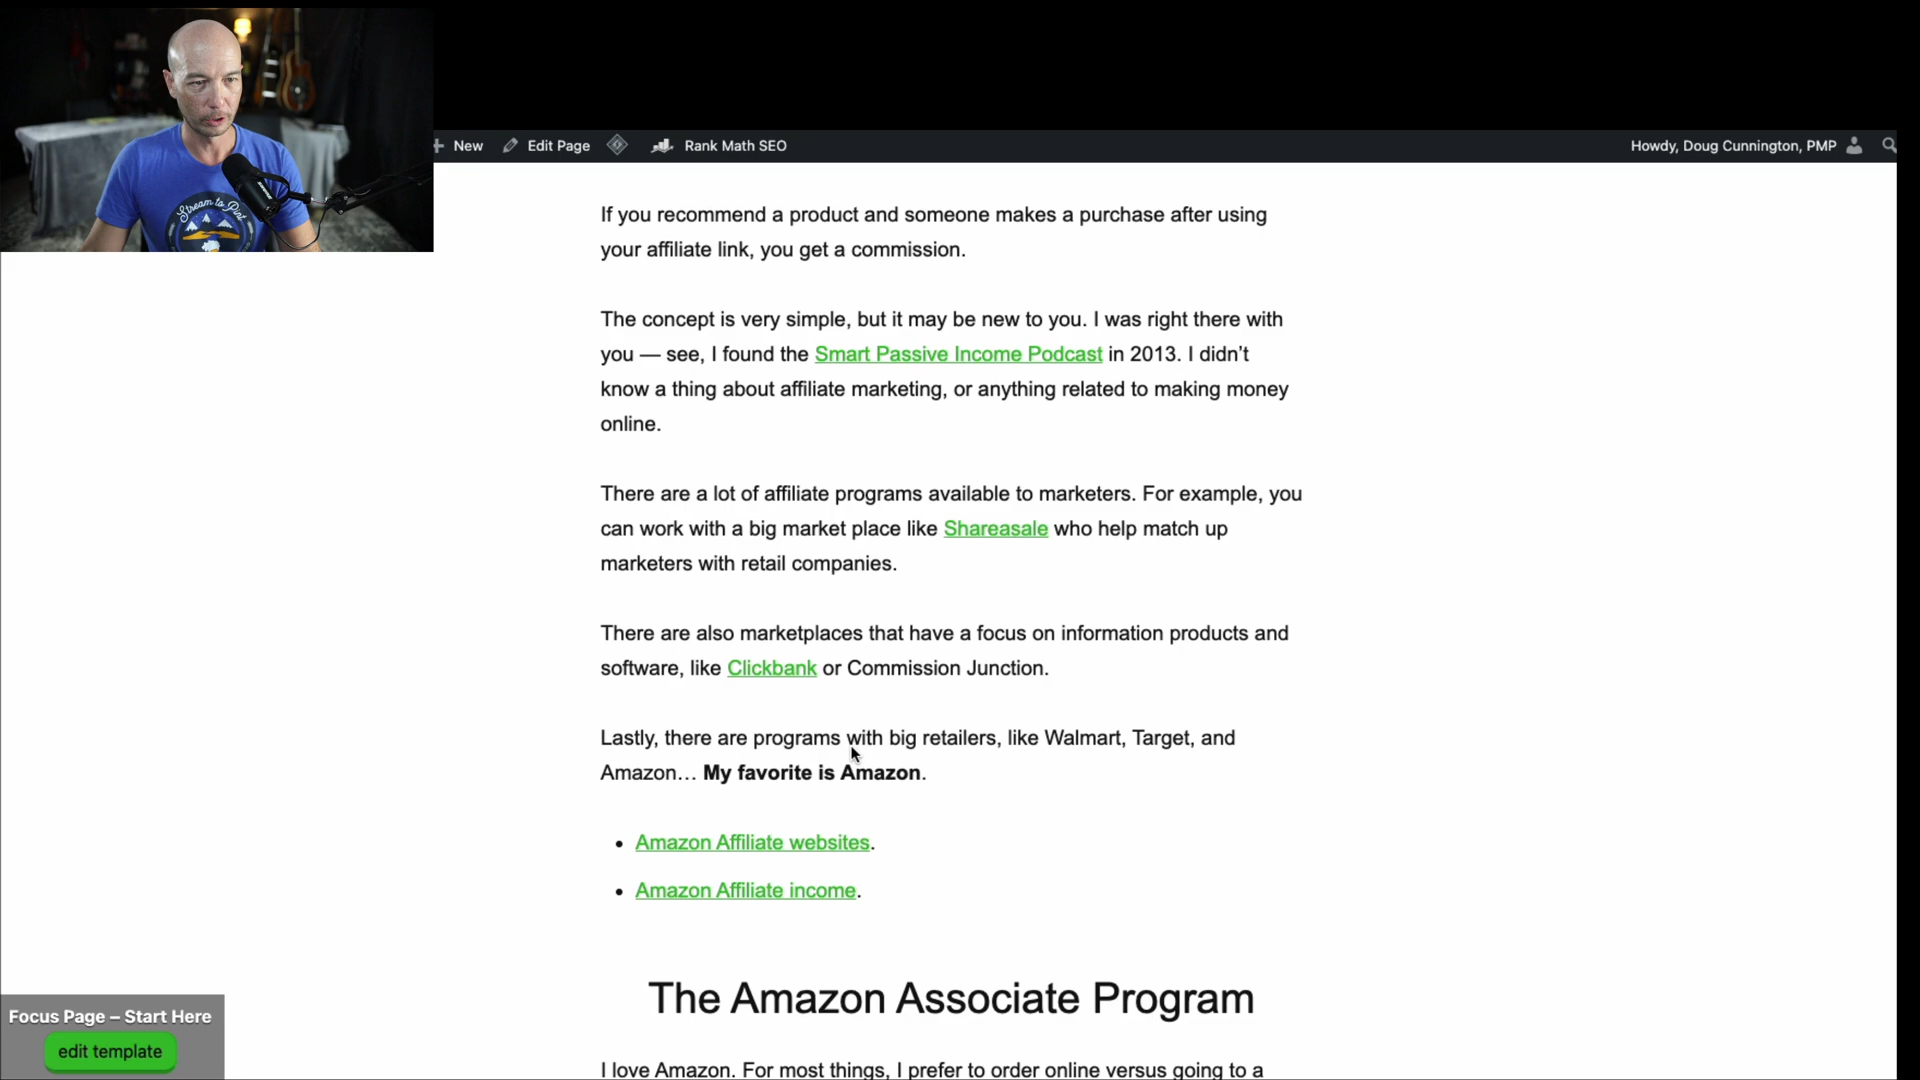 Stream to Pint
New
Edit Page
Rank Math SEO
Howdy, Doug Cunnington, PMP
If you recommend a product and someone makes a purchase after using
your affiliate link, you get a commission.
The concept is very simple, but it may be new to you. I was right there with
you — see, I found the Smart Passive Income Podcast in 2013. I didn’t
know a thing about affiliate marketing, or anything related to making money
online.
There are a lot of affiliate programs available to marketers. For example, you
can work with a big market place like Shareasale who help match up
marketers with retail companies.
There are also marketplaces that have a focus on information products and
software, like Clickbank or Commission Junction.
Lastly, there are programs with big retailers, like Walmart, Target, and
Amazon… My favorite is Amazon.
Amazon Affiliate websites.
Amazon Affiliate income.
The Amazon Associate Program
I love Amazon. For most things, I prefer to order online versus going to a
Focus Page – Start Here
edit template